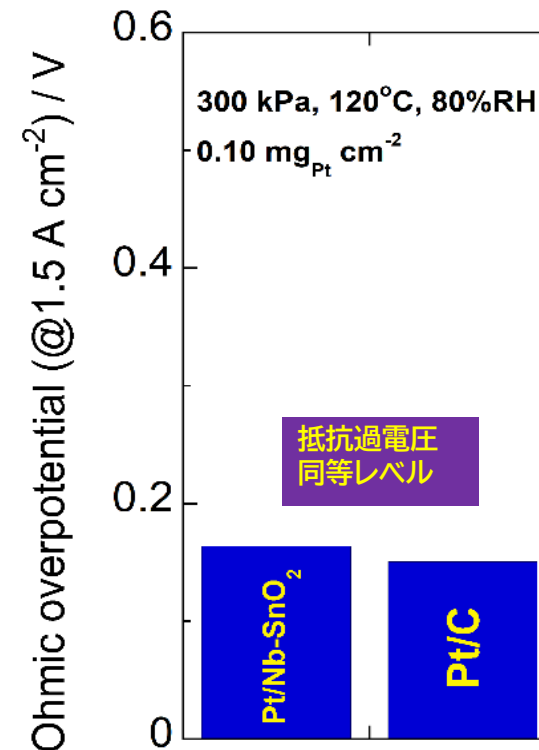 0.6
300 kPa, 120°C, 80%RH
0.10 mg_Pt cm⁻²
Ohmic overpotential (@1.5 A cm⁻²) / V
0.4
抵抗過電圧
同等レベル
0.2
Pt/Nb-SnO₂
Pt/C
0